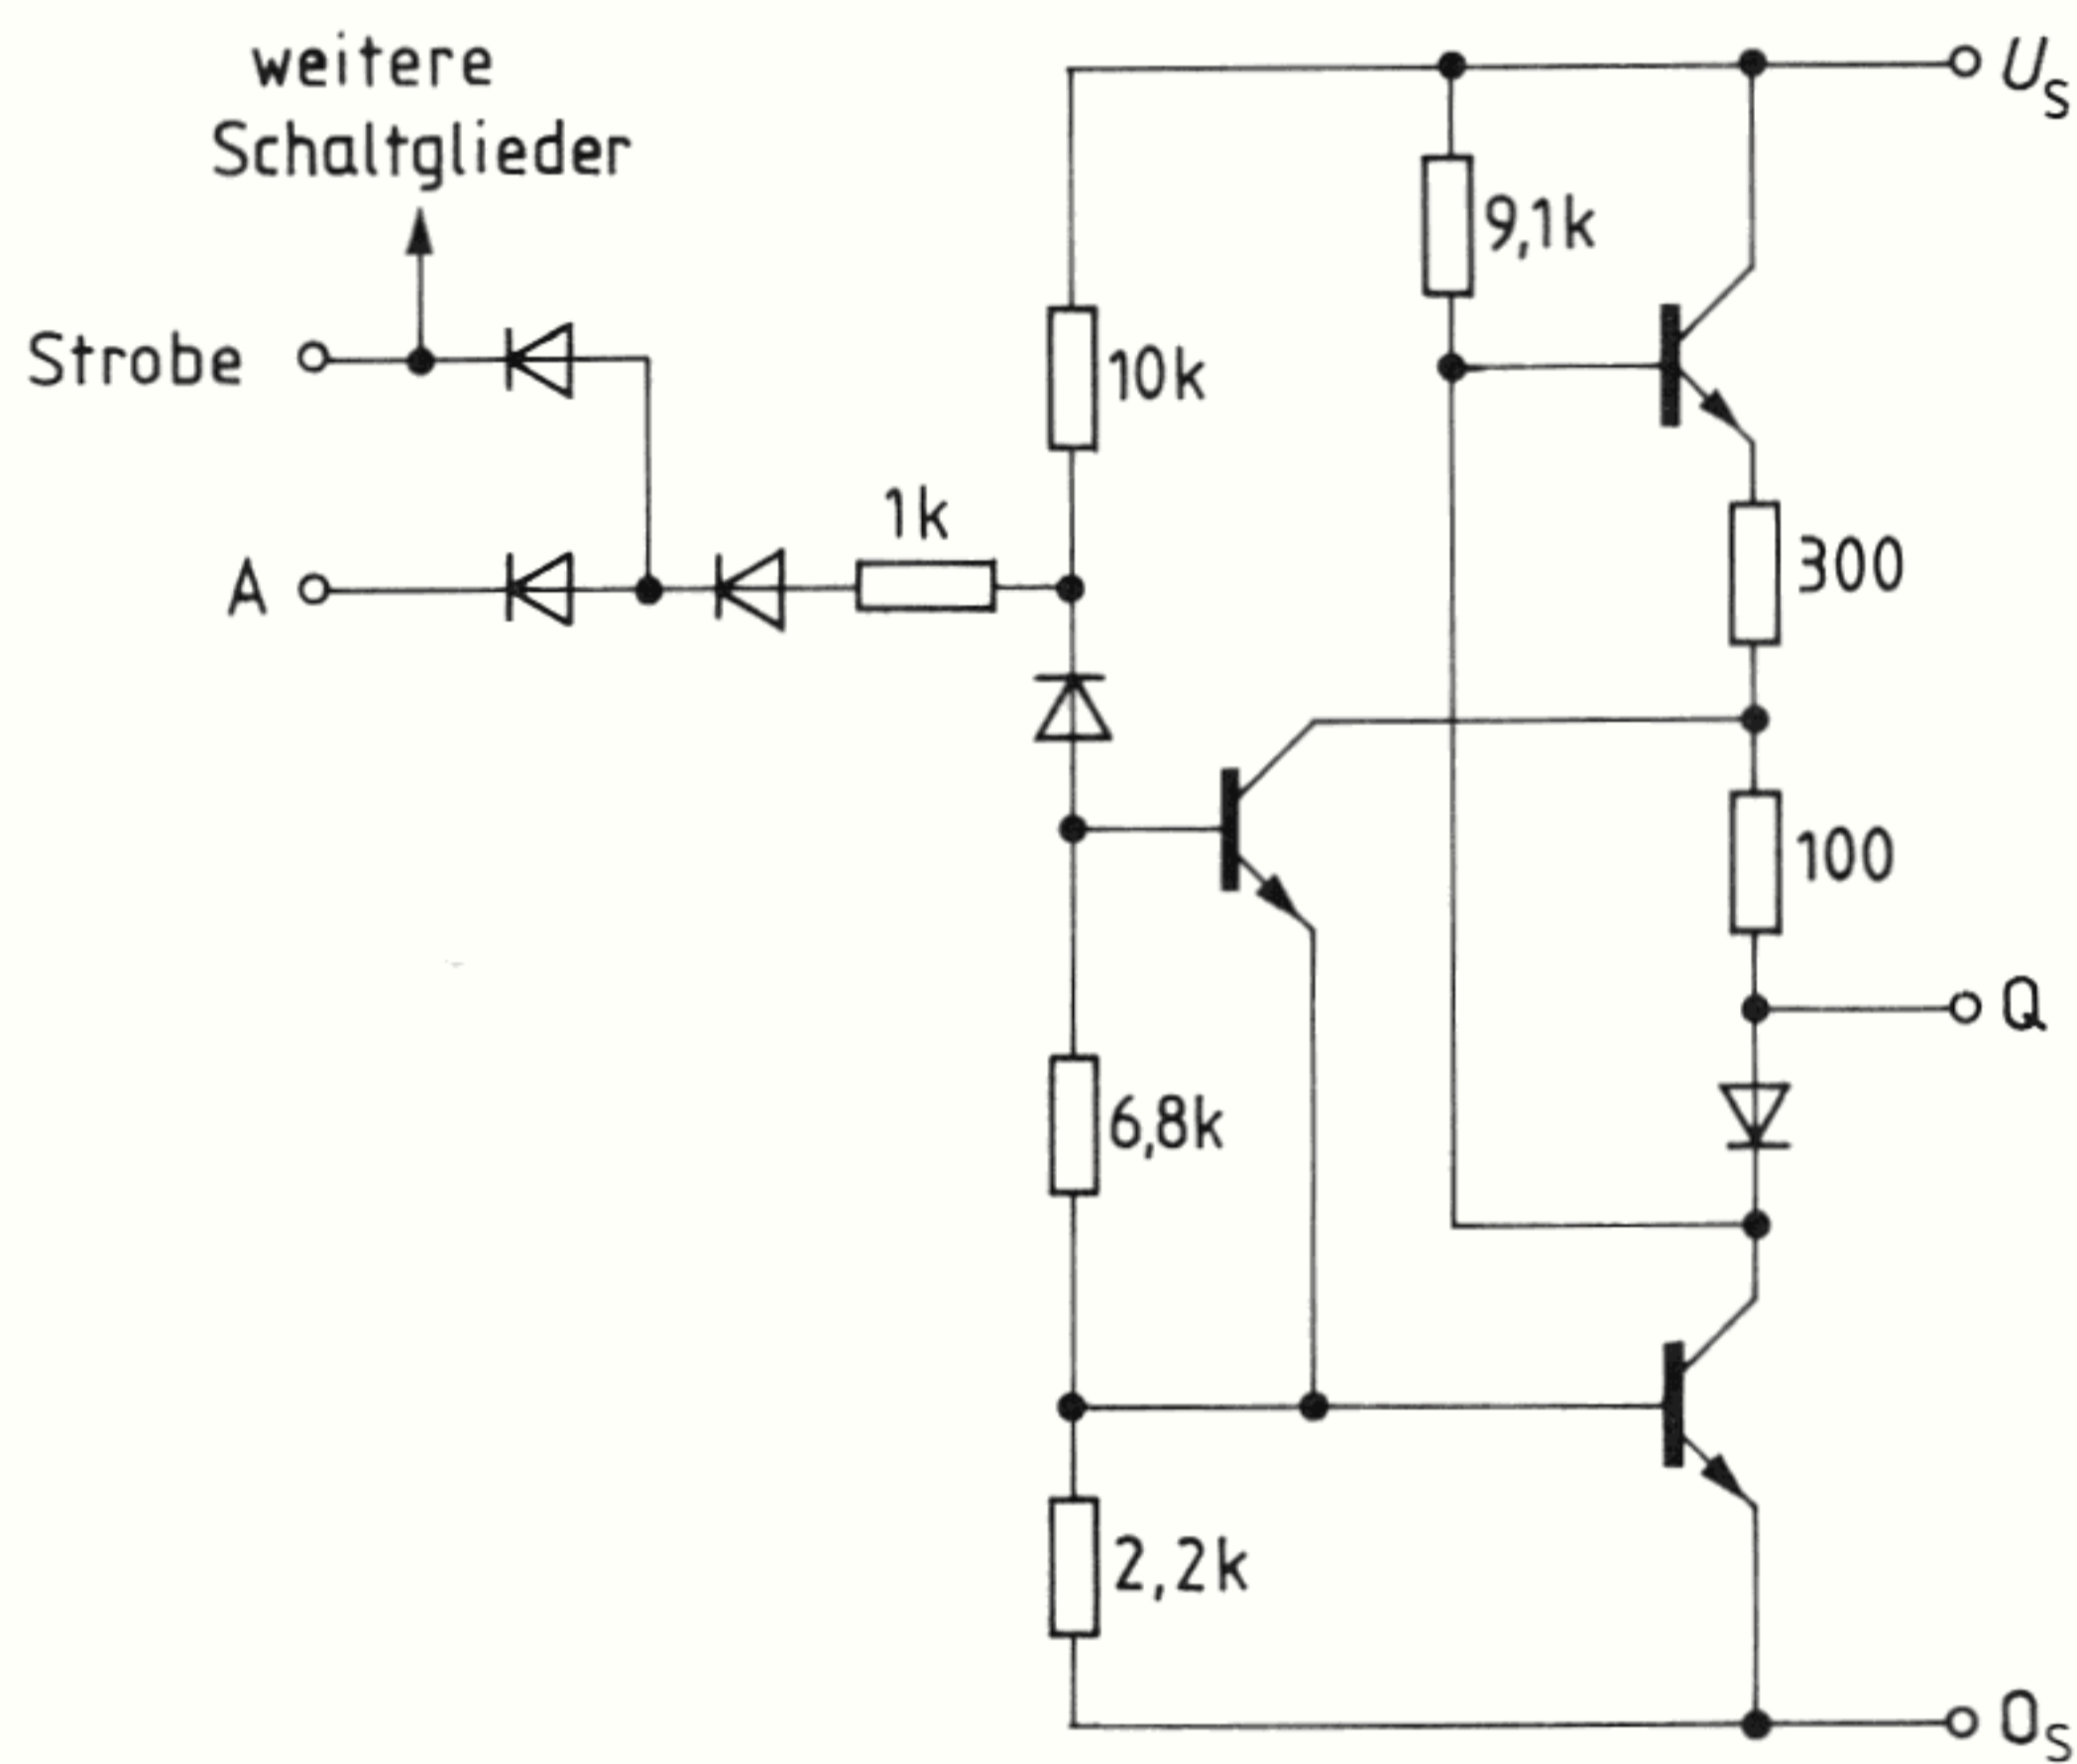 weitere
Schaltglieder
U_S
9,1k
Strobe
10k
1k
300
A
100
Q
6,8k
2,2k
0_S